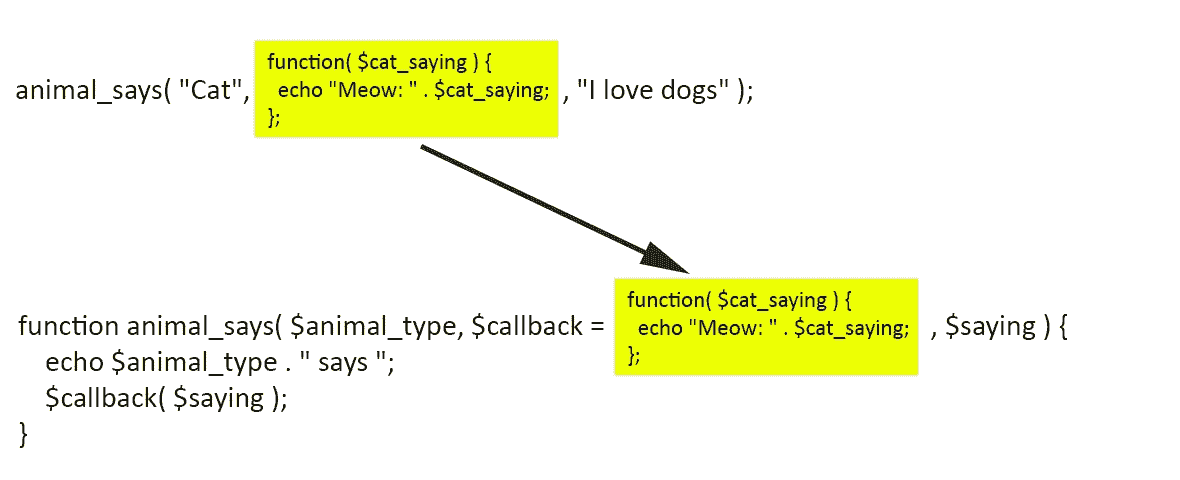 function( $cat_saying ) {
animal_says( "Cat", echo "Meow: " . $cat_saying; , "I love dogs" );
};
function( $cat_saying ) {
function animal_says( $animal_type, $callback = echo "Meow: " . $cat_saying; , $saying ) {
};
echo $animal_type . " says ";
$callback( $saying );
}